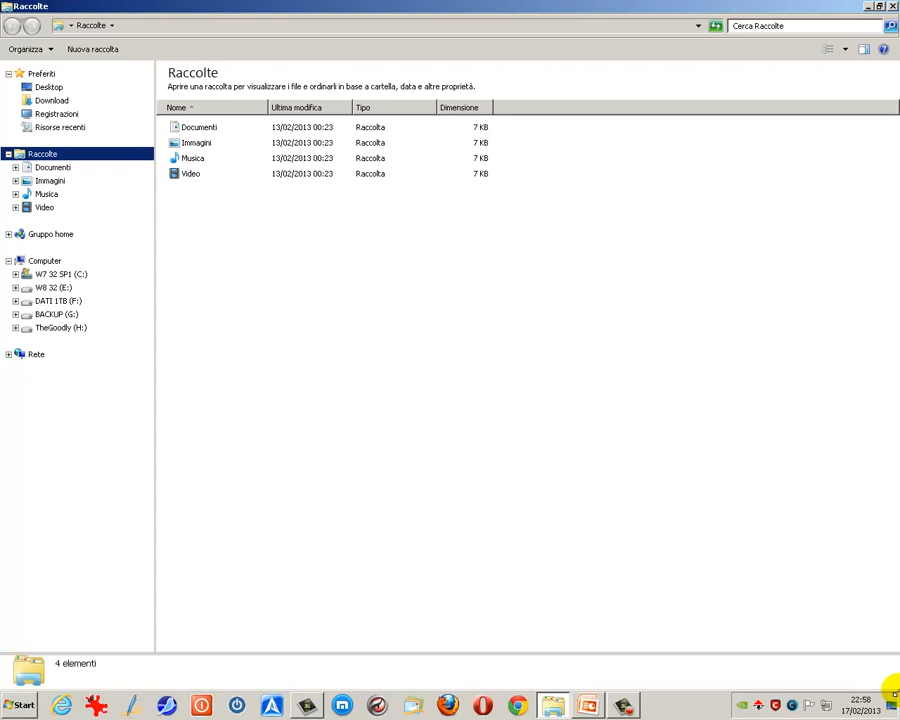 Raccolte
Raccolte
Cerca Raccolte
Organizza
Nuova raccolta
Preferiti
Desktop
Download
Registrazioni
Risorse recenti
Raccolte
Documenti
Immagini
Musica
Video
Gruppo home
Computer
W7 32 SP1 (C:)
W8 32 (E:)
DATI 1TB (F:)
BACKUP (G:)
TheGoodly (H:)
Rete
Raccolte
Aprire una raccolta per visualizzare i file e ordinarli in base a cartella, data e altre proprietà.
Nome Ultima modifica Tipo Dimensione
Documenti 13/02/2013 00:23 Raccolta 7 KB
Immagini 13/02/2013 00:23 Raccolta 7 KB
Musica 13/02/2013 00:23 Raccolta 7 KB
Video 13/02/2013 00:23 Raccolta 7 KB
4 elementi
Start
22:58
17/02/2013